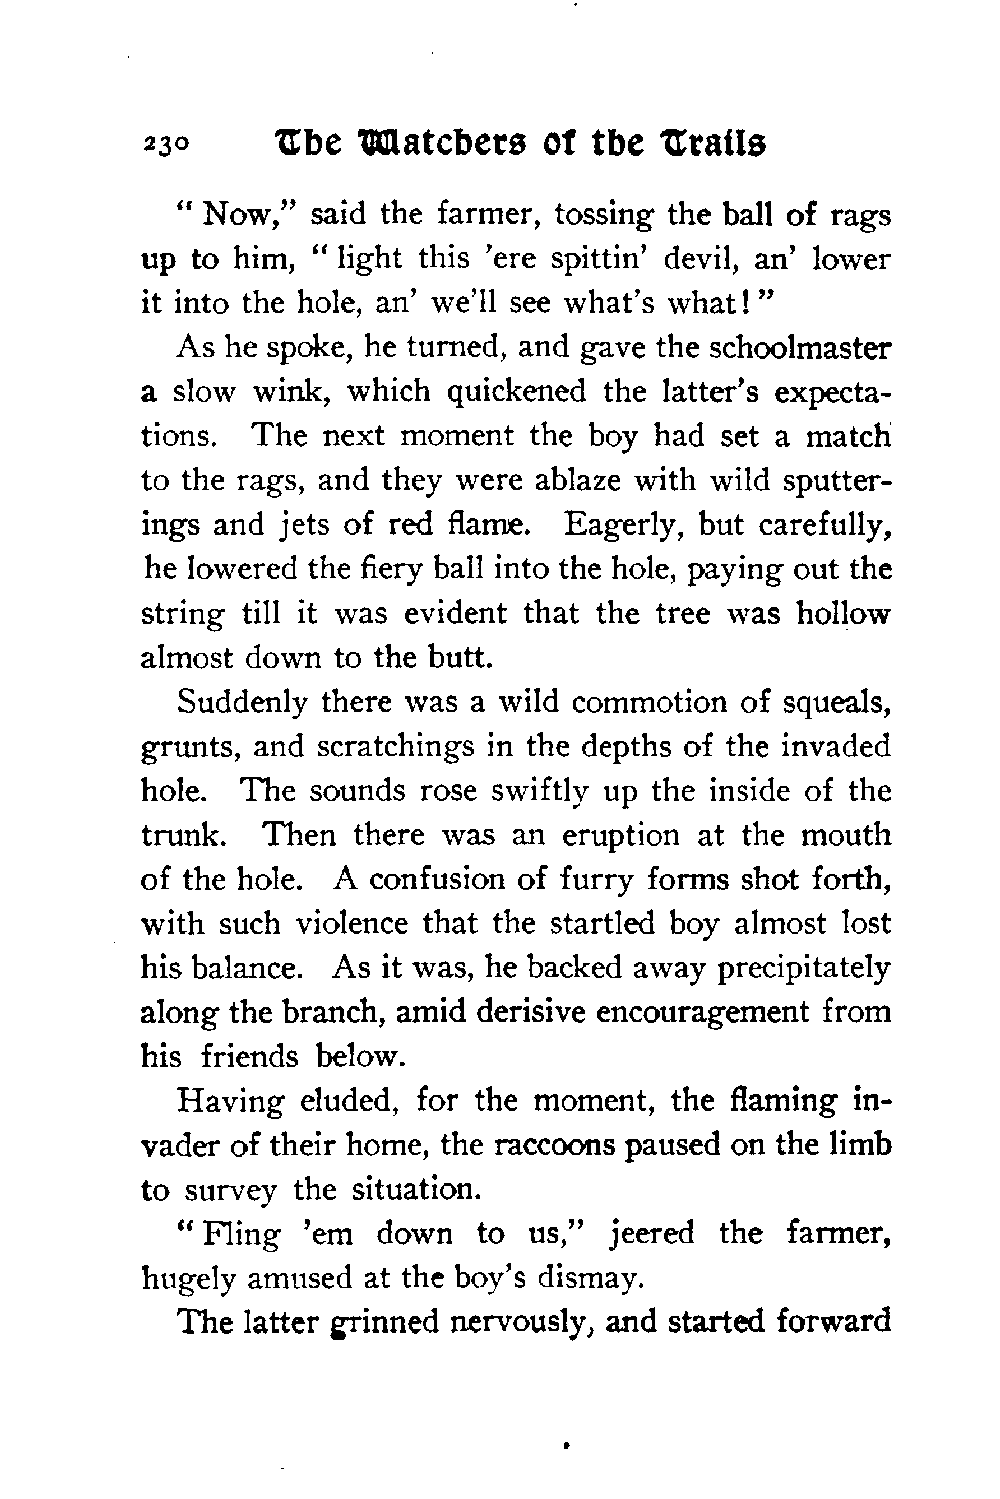 230 The Watchers of the Trails
" Now," said the farmer, tossing the ball of rags
up to him, " light this 'ere spittin' devil, an' lower
it into the hole, an' we'll see what's what! "
As he spoke, he turned, and gave the schoolmaster
a slow wink, which quickened the latter's expecta-
tions. The next moment the boy had set a match
to the rags, and they were ablaze with wild sputter-
ings and jets of red flame. Eagerly, but carefully,
he lowered the fiery ball into the hole, paying out the
string till it was evident that the tree was hollow
almost down to the butt.
Suddenly there was a wild commotion of squeals,
grunts, and scratchings in the depths of the invaded
hole. The sounds rose swiftly up the inside of the
trunk. Then there was an eruption at the mouth
of the hole. A confusion of furry forms shot forth,
with such violence that the startled boy almost lost
his balance. As it was, he backed away precipitately
along the branch, amid derisive encouragement from
his friends below.
Having eluded, for the moment, the flaming in-
vader of their home, the raccoons paused on the limb
to survey the situation.
" Fling 'em down to us," jeered the farmer,
hugely amused at the boy's dismay.
The latter grinned nervously, and started forward